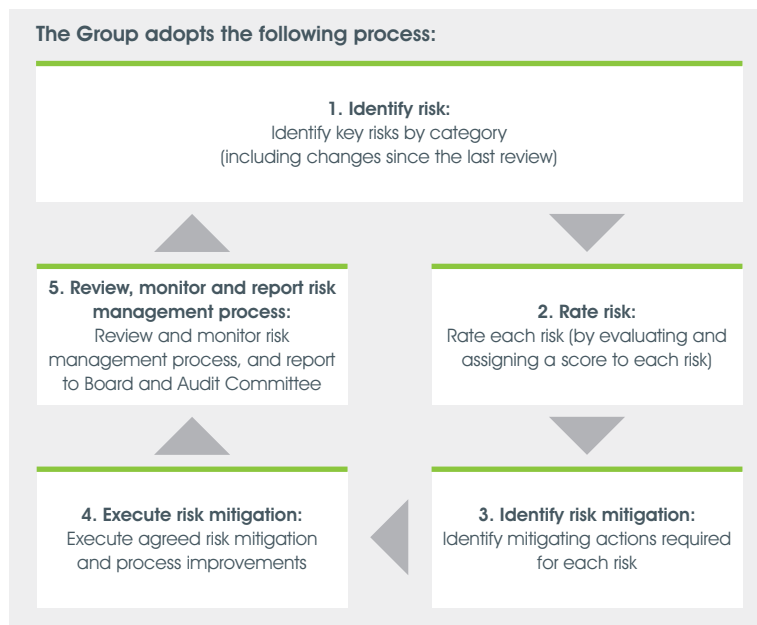 The Group adopts the following process:
1. Identify risk:
Identify key risks by category
(including changes since the last review)
2. Rate risk:
Rate each risk (by evaluating and
assigning a score to each risk)
3. Identify risk mitigation:
Identify mitigating actions required
for each risk
4. Execute risk mitigation:
Execute agreed risk mitigation
and process improvements
5. Review, monitor and report risk
management process:
Review and monitor risk
management process, and report
to Board and Audit Committee